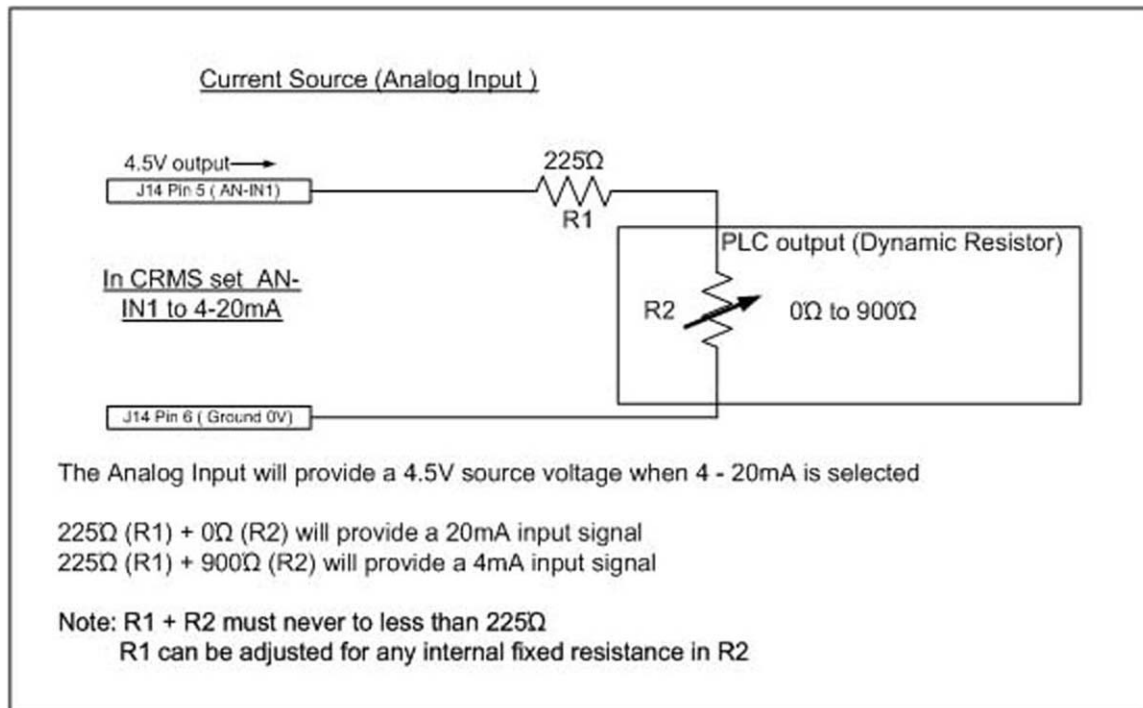 Current Source (Analog Input )
4.5V output
J14 Pin 5 ( AN-IN1)
225Ω
R1
PLC output (Dynamic Resistor)
In CRMS set AN-
IN1 to 4-20mA
R2
0Ω to 900Ω
J14 Pin 6 ( Ground 0V)
The Analog Input will provide a 4.5V source voltage when 4 - 20mA is selected
225Ω (R1) + 0Ω (R2) will provide a 20mA input signal
225Ω (R1) + 900Ω (R2) will provide a 4mA input signal
Note: R1 + R2 must never to less than 225Ω
R1 can be adjusted for any internal fixed resistance in R2